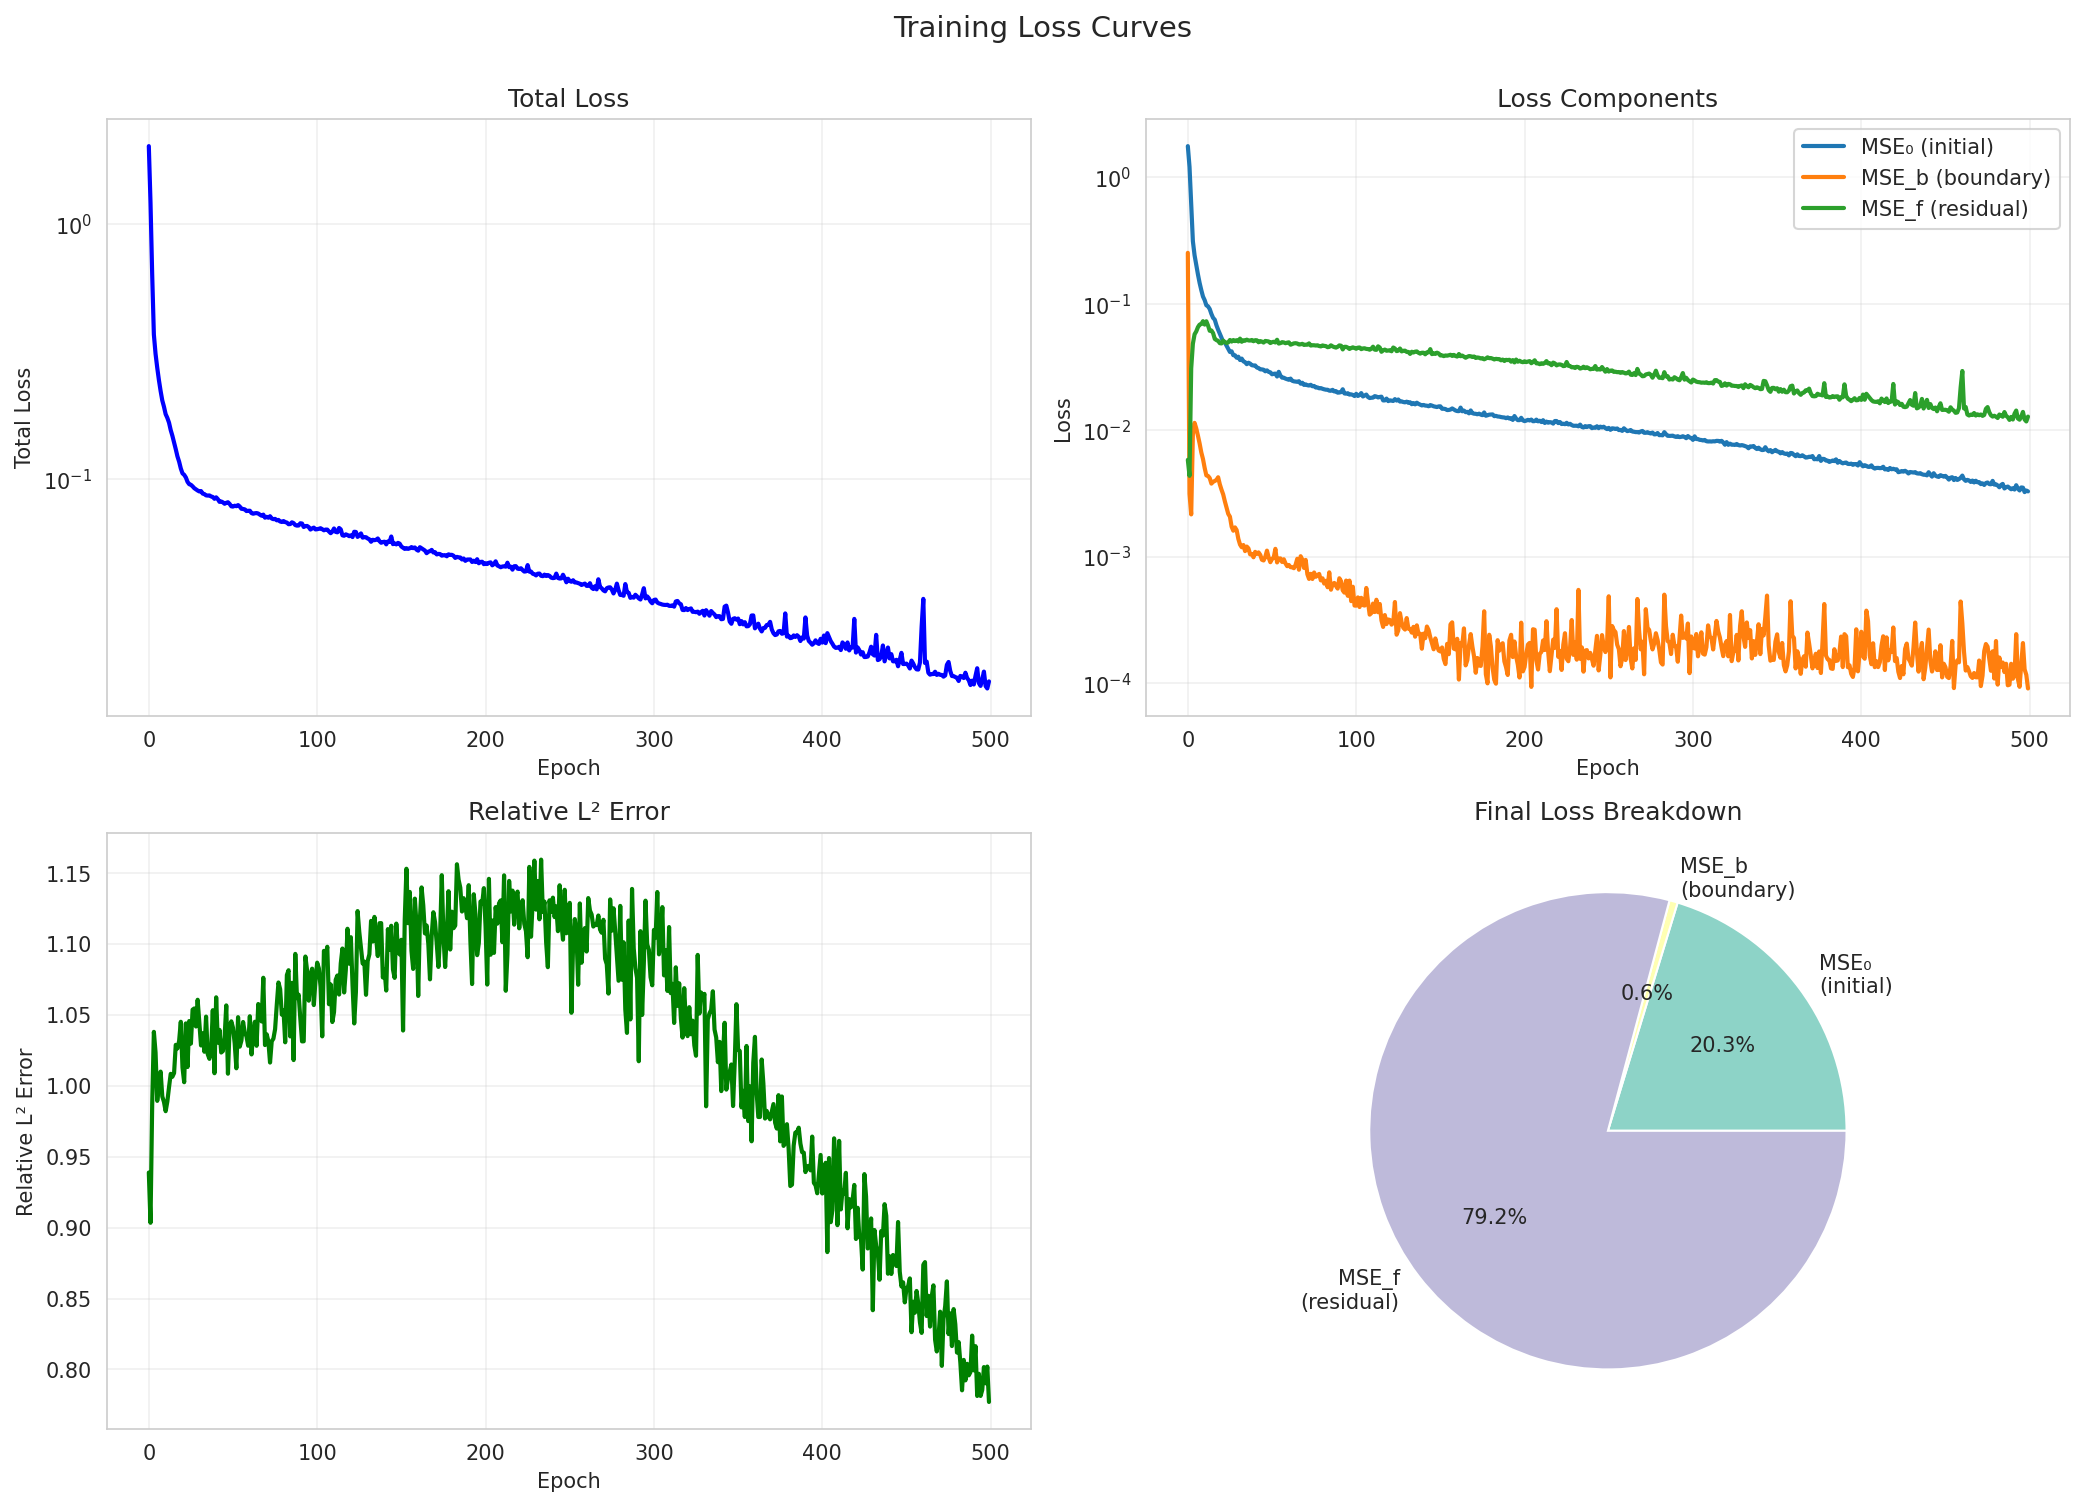 Training Loss Curves
Total Loss
Total Loss
10⁰
10⁻¹
0 100 200 300 400 500
Epoch
Loss Components
MSE₀ (initial)
MSE_b (boundary)
MSE_f (residual)
Loss
10⁰
10⁻¹
10⁻²
10⁻³
10⁻⁴
0 100 200 300 400 500
Epoch
Relative L² Error
Relative L² Error
1.15
1.10
1.05
1.00
0.95
0.90
0.85
0.80
0 100 200 300 400 500
Epoch
Final Loss Breakdown
MSE_b
(boundary)
MSE₀
(initial)
0.6%
20.3%
79.2%
MSE_f
(residual)